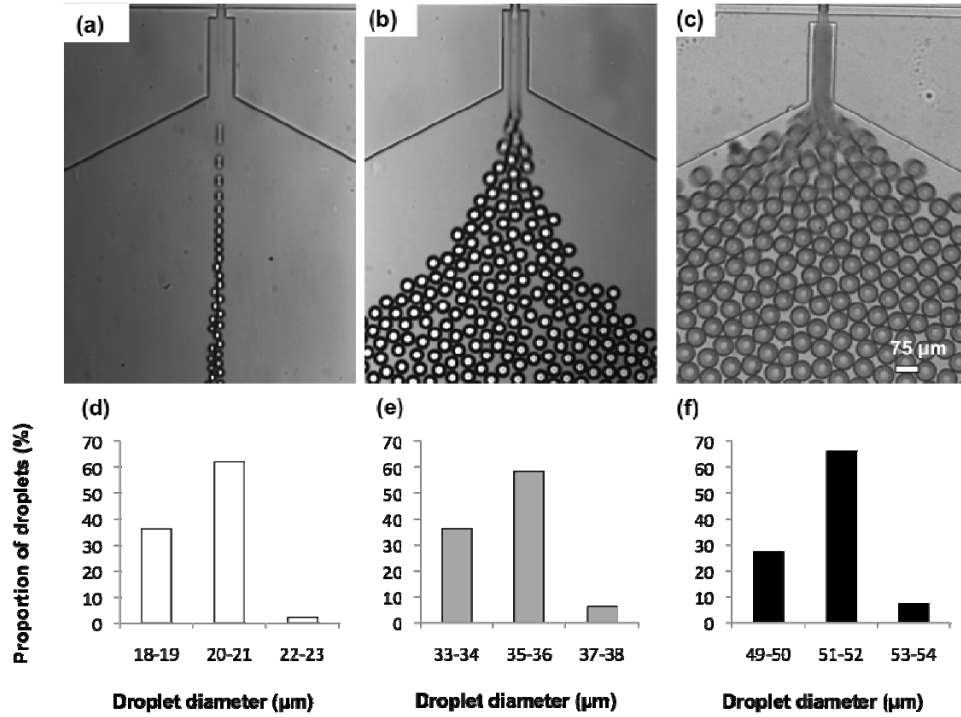 (a) (b) (c)
75 µm
(d) (e) (f)
Proportion of droplets (%)
70
60
50
40
30
20
10
0
18-19 20-21 22-23
Droplet diameter (µm)
70
60
50
40
30
20
10
0
33-34 35-36 37-38
Droplet diameter (µm)
70
60
50
40
30
20
10
0
49-50 51-52 53-54
Droplet diameter (µm)